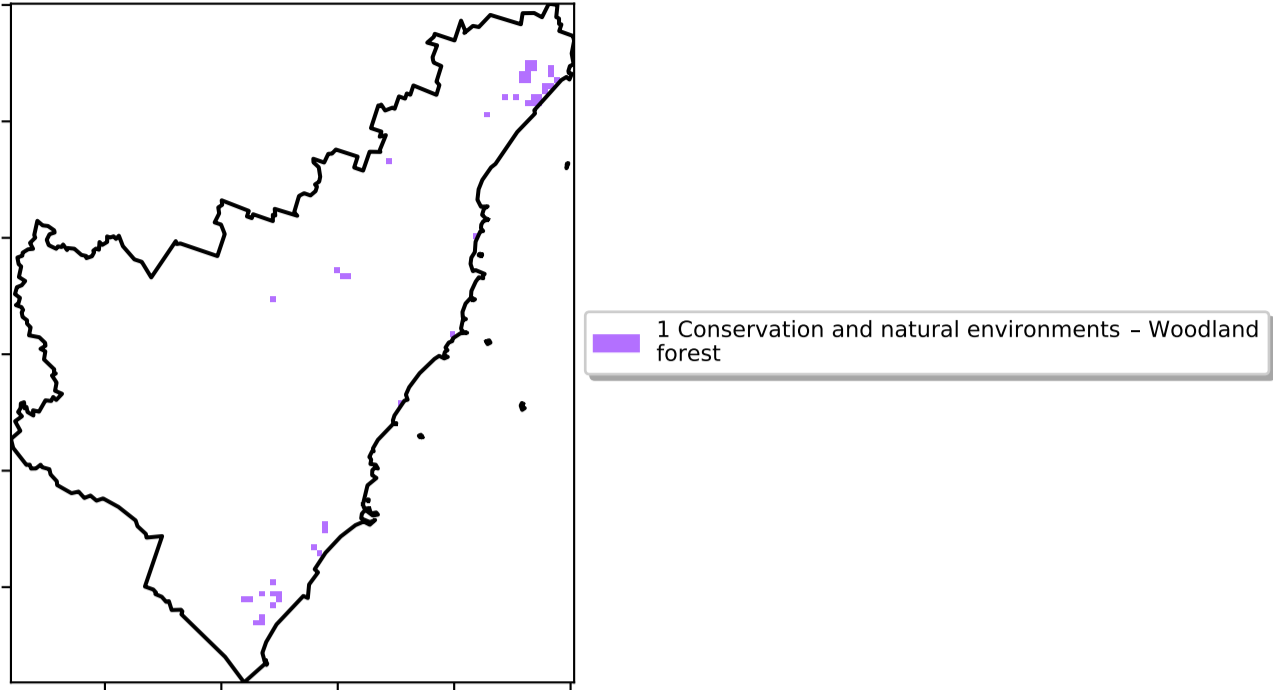 1 Conservation and natural environments – Woodland
forest